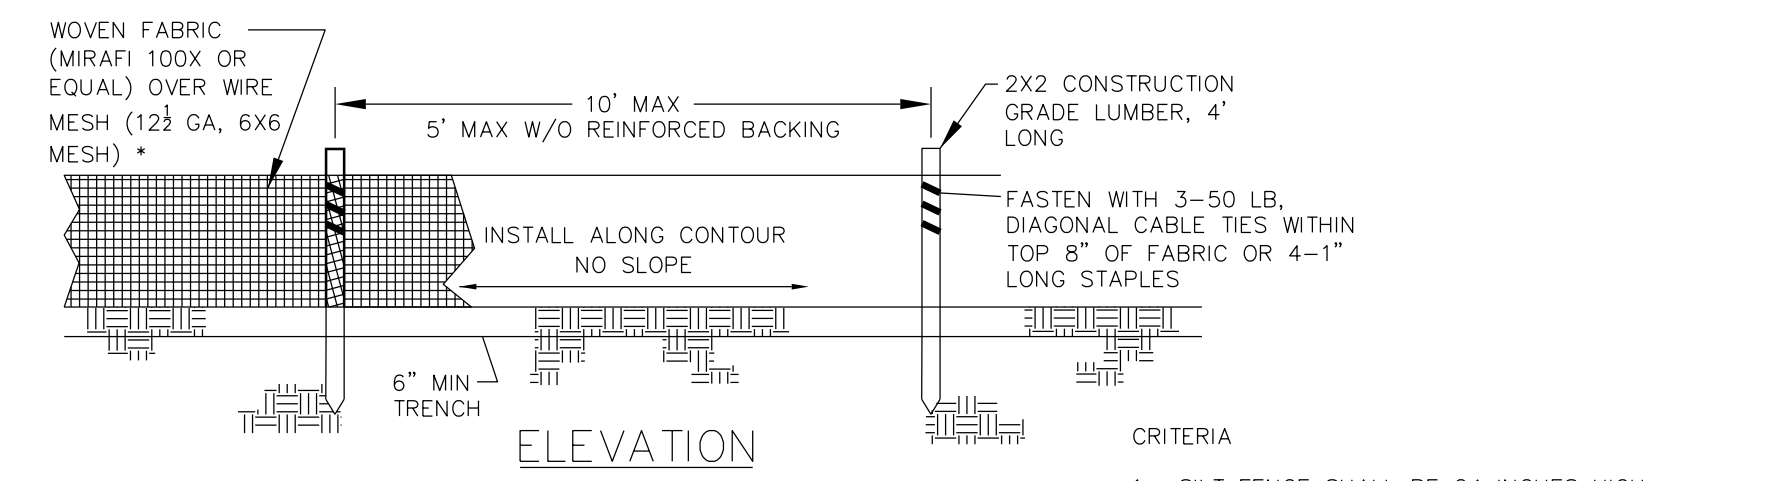 WOVEN FABRIC
(MIRAFI 100X OR
EQUAL) OVER WIRE
MESH (12½ GA, 6X6
MESH) *
10' MAX
5' MAX W/O REINFORCED BACKING
2X2 CONSTRUCTION
GRADE LUMBER, 4'
LONG
FASTEN WITH 3-50 LB,
DIAGONAL CABLE TIES WITHIN
TOP 8" OF FABRIC OR 4-1"
LONG STAPLES
INSTALL ALONG CONTOUR
NO SLOPE
6" MIN
TRENCH
ELEVATION
CRITERIA